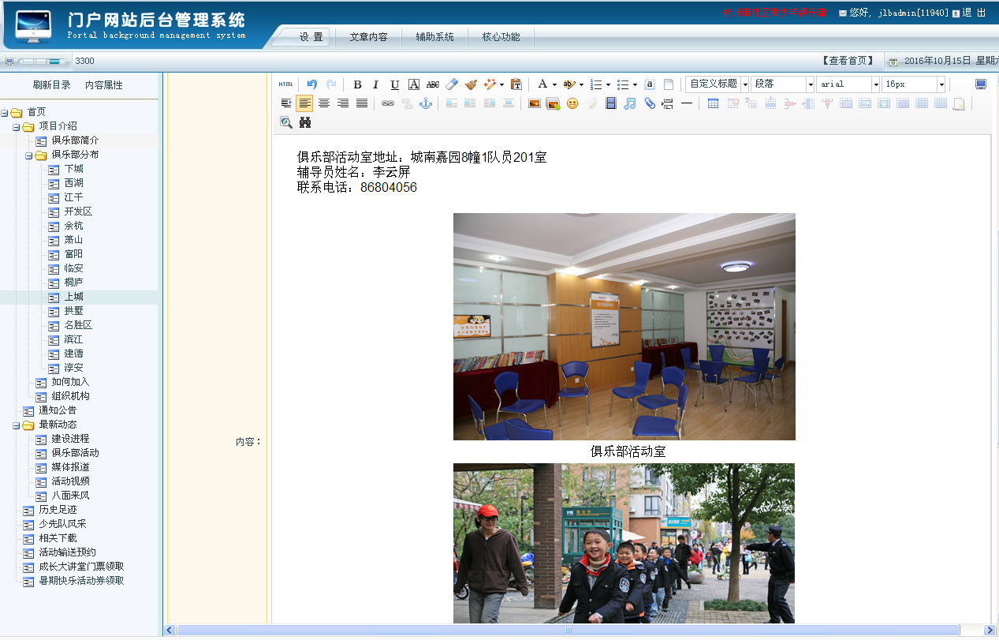 门户网站后台管理系统
Portal background management system
您好，jlbadmin[11940] 退 出
设 置 文章内容 辅助系统 核心功能
3300
【查看首页】 2016年10月15日 星期六
刷新目录 内容属性
首页
项目介绍
俱乐部简介
俱乐部分布
下城
西湖
江干
开发区
余杭
萧山
富阳
临安
桐庐
上城
拱墅
名胜区
滨江
建德
淳安
如何加入
组织机构
通知公告
最新动态
建设进程
俱乐部活动
媒体报道
活动视频
八面来风
历史足迹
少先队风采
相关下载
活动输送预约
成长大讲堂门票领取
暑期快乐活动券领取
内容：
HTML B I U A ABC A ab a 自定义标题 段落 arial 16px
俱乐部活动室地址：城南嘉园8幢1队员201室
辅导员姓名：李云屏
联系电话：86804056
俱乐部活动室